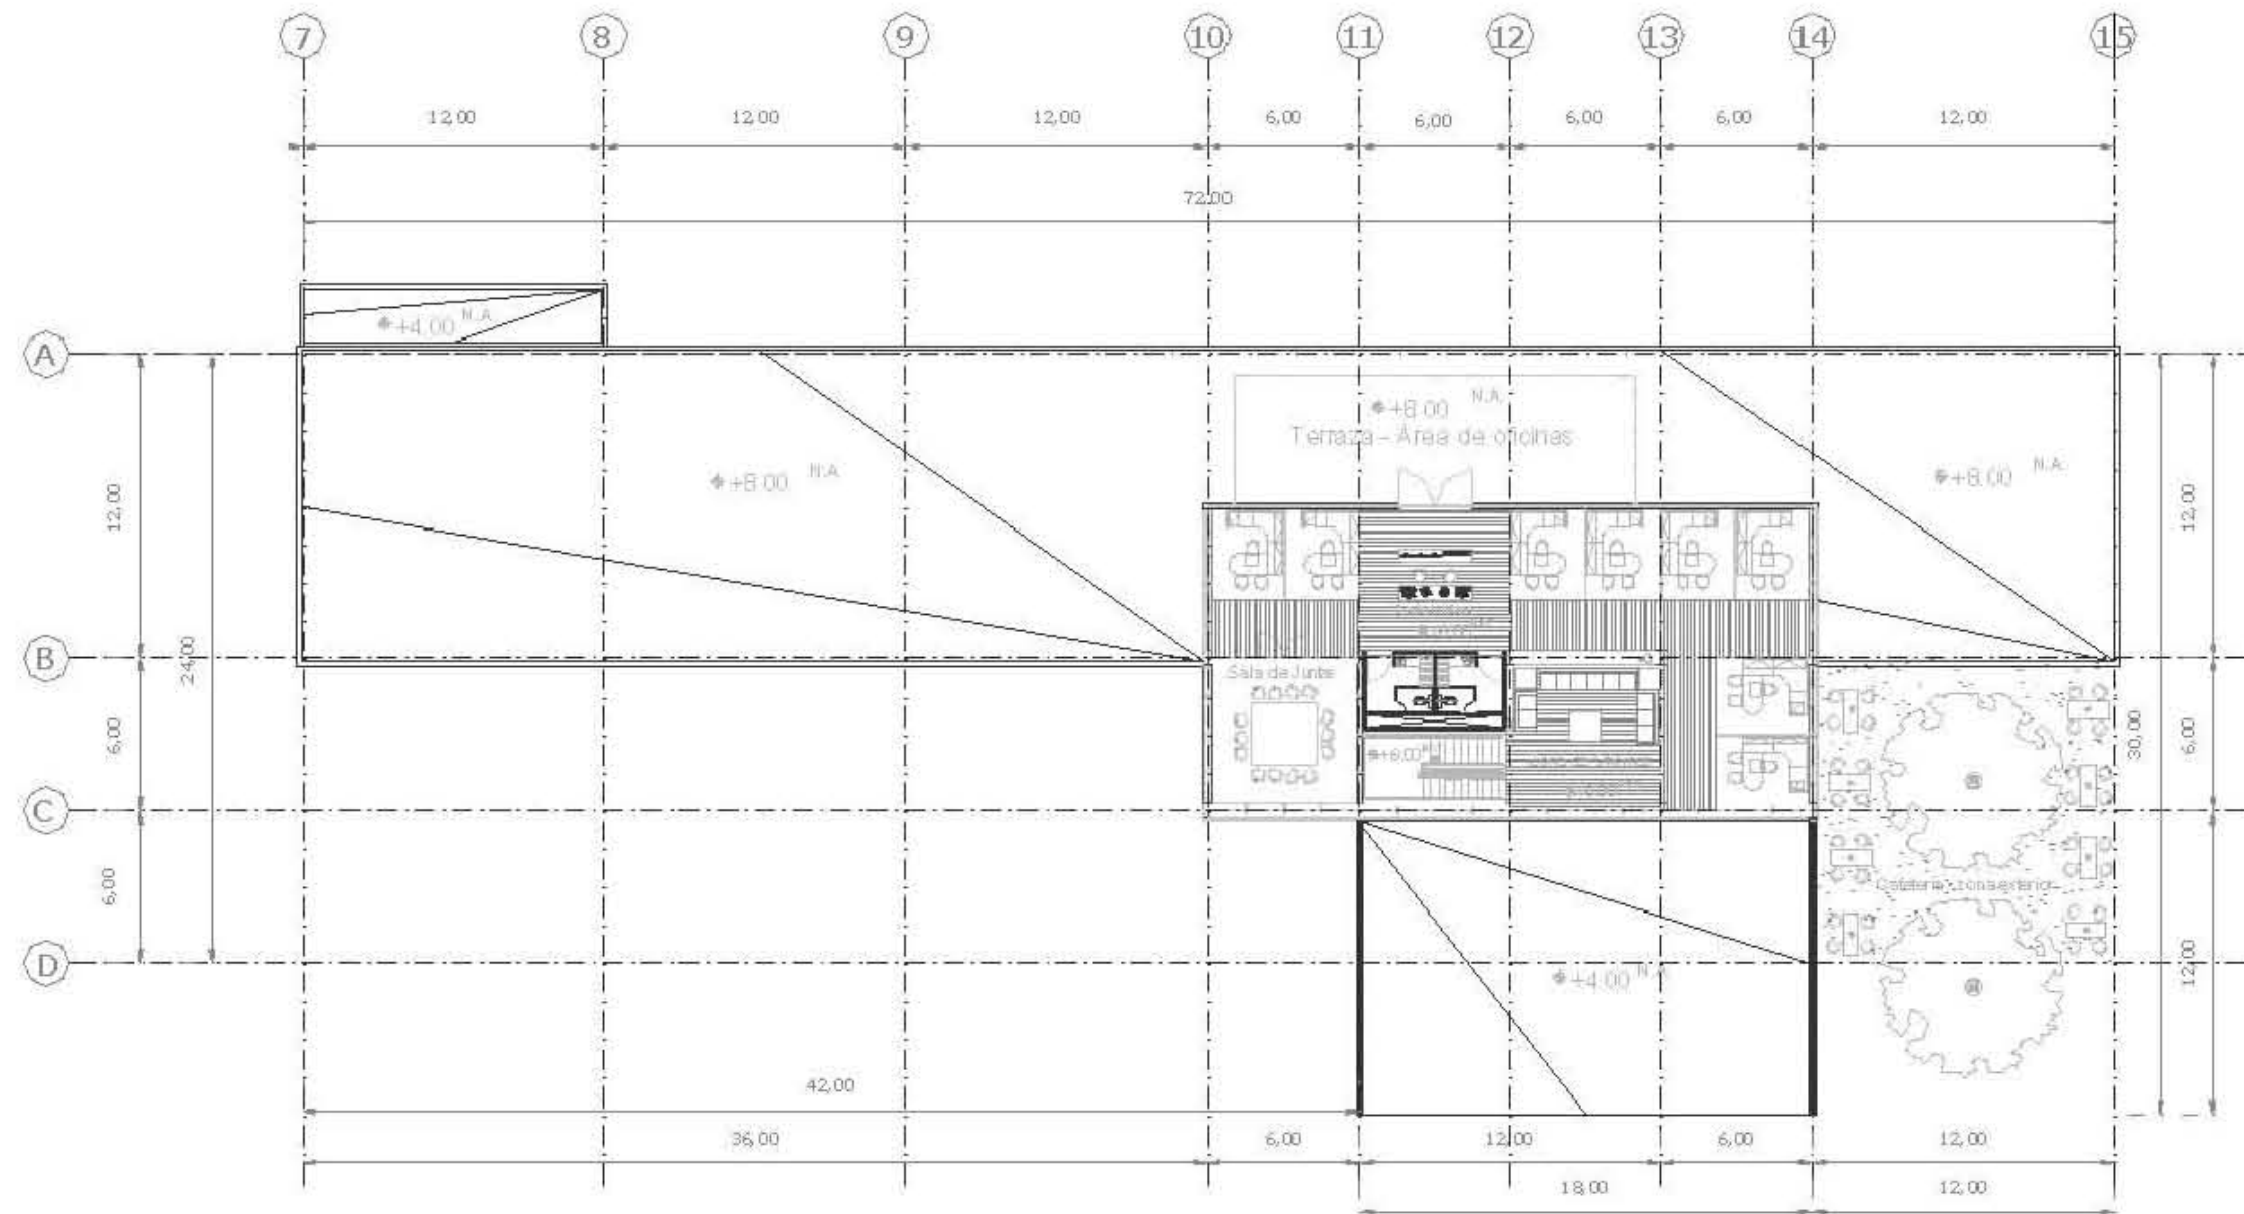 7 8 9 10 11 12 13 14 15
12,00 12,00 12,00 6,00 6,00 6,00 6,00 12,00
72,00
+4.00 N.A.
A
+8.00 N.A.
Terraza - Área de oficinas
+8.00 N.A.
+8.00 N.A.
12,00
12,00
24,00
B
Sala de Junta
6,00
6,00
30,00
C
6,00
Cafetería - zona exterior
D
+4.00 N.A.
12,00
42,00
36,00 6,00 12,00 6,00 12,00
18,00 12,00